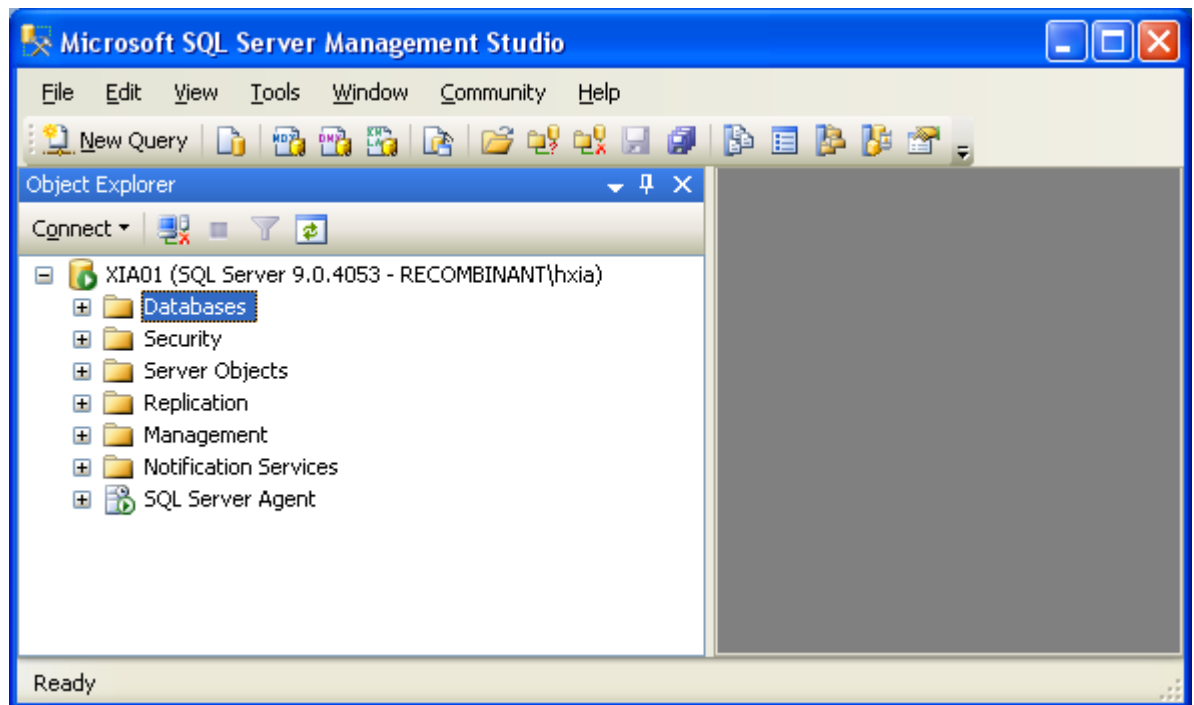 Microsoft SQL Server Management Studio
File Edit View Tools Window Community Help
New Query
Object Explorer
Connect
XIA01 (SQL Server 9.0.4053 - RECOMBINANT\hxia)
Databases
Security
Server Objects
Replication
Management
Notification Services
SQL Server Agent
Ready